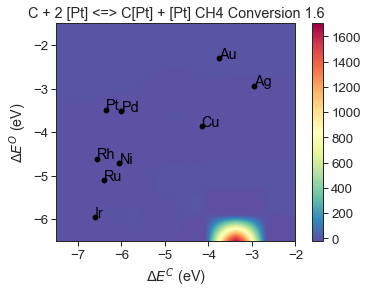 C + 2 [Pt] <=> C[Pt] + [Pt] CH4 Conversion 1.6
1600
1400
1200
1000
800
600
400
200
0
−2
−3
−4
−5
−6
ΔE^O (eV)
Au
Ag
Pt
Pd
Cu
Rh
Ni
Ru
Ir
−7
−6
−5
−4
−3
−2
ΔE^C (eV)